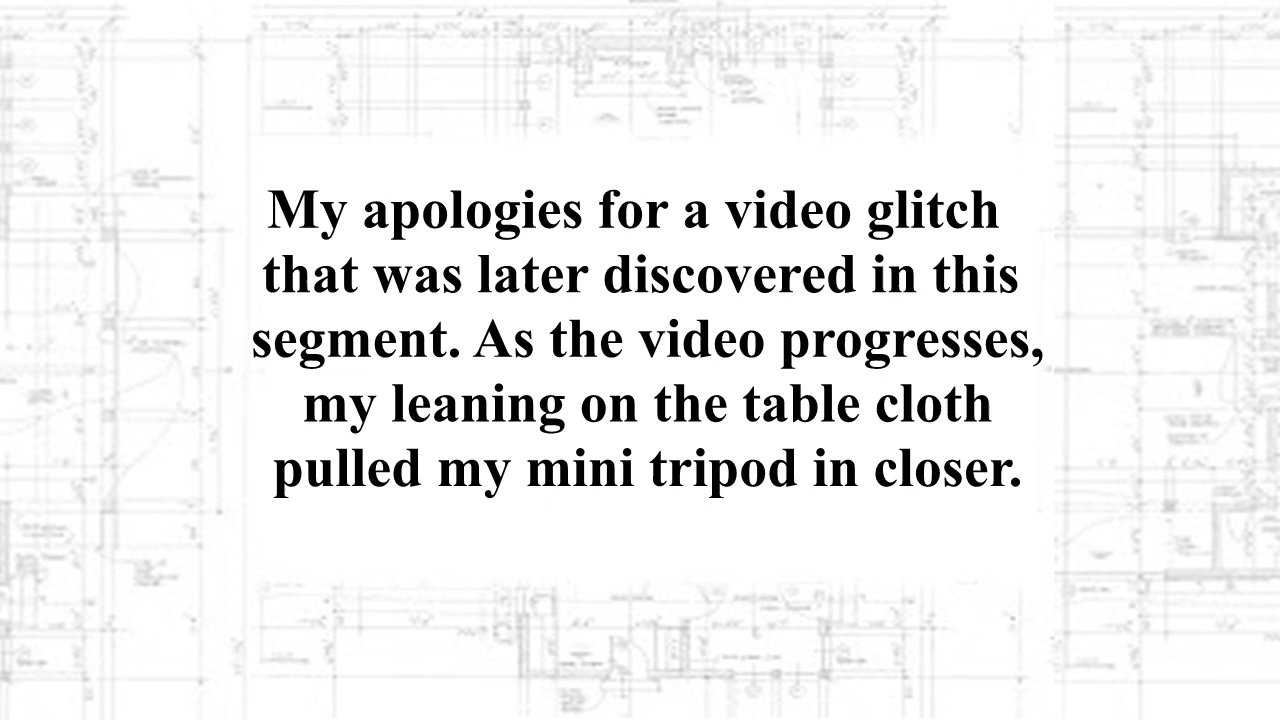 My apologies for a video glitch
that was later discovered in this
segment. As the video progresses,
my leaning on the table cloth
pulled my mini tripod in closer.